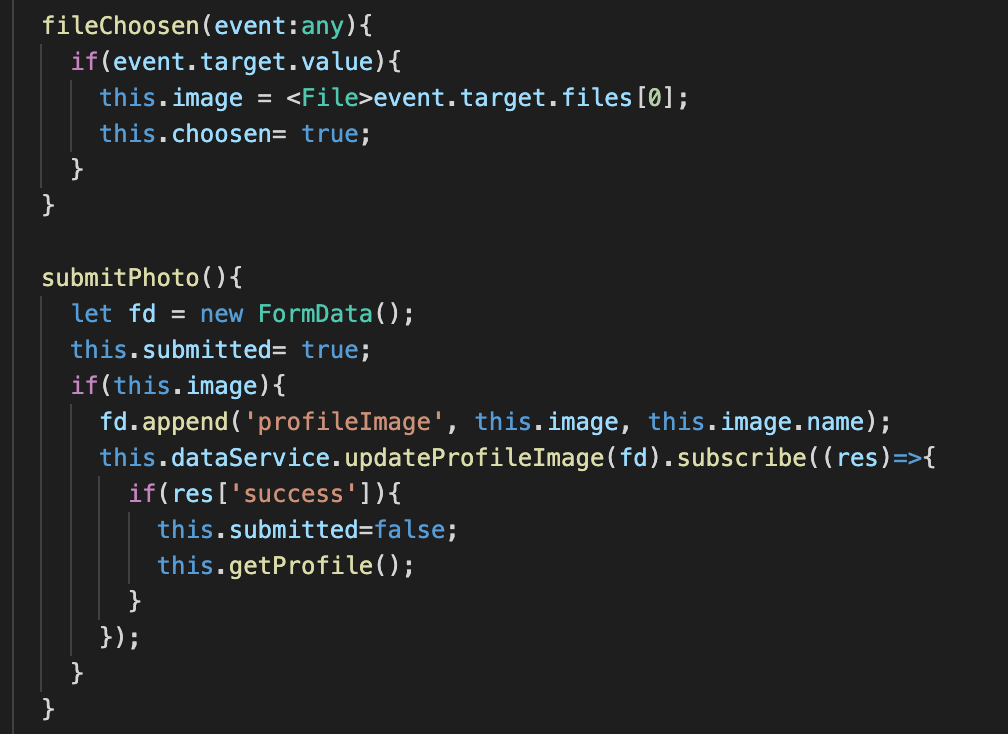 fileChoosen(event:any){
if(event.target.value){
this.image = <File>event.target.files[0];
this.choosen= true;
}
}
submitPhoto(){
let fd = new FormData();
this.submitted= true;
if(this.image){
fd.append('profileImage', this.image, this.image.name);
this.dataService.updateProfileImage(fd).subscribe((res)=>{
if(res['success']){
this.submitted=false;
this.getProfile();
}
});
}
}